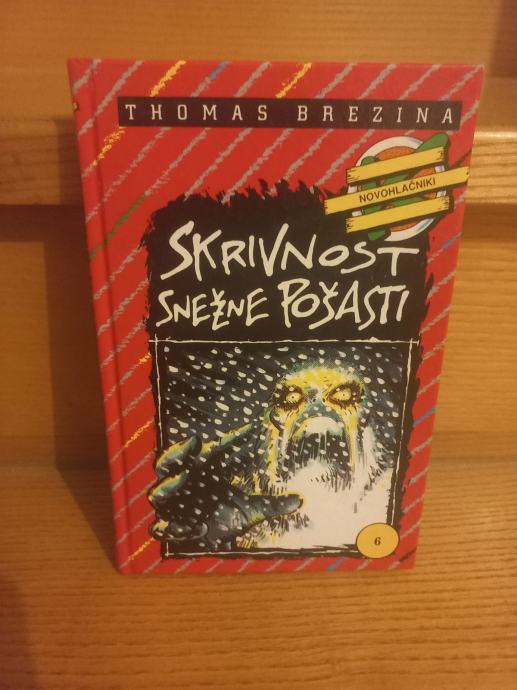 THOMAS BREZINA
NOVOHLAČNIKI
SKRIVNOST
SNEŽNE POŠASTI
6